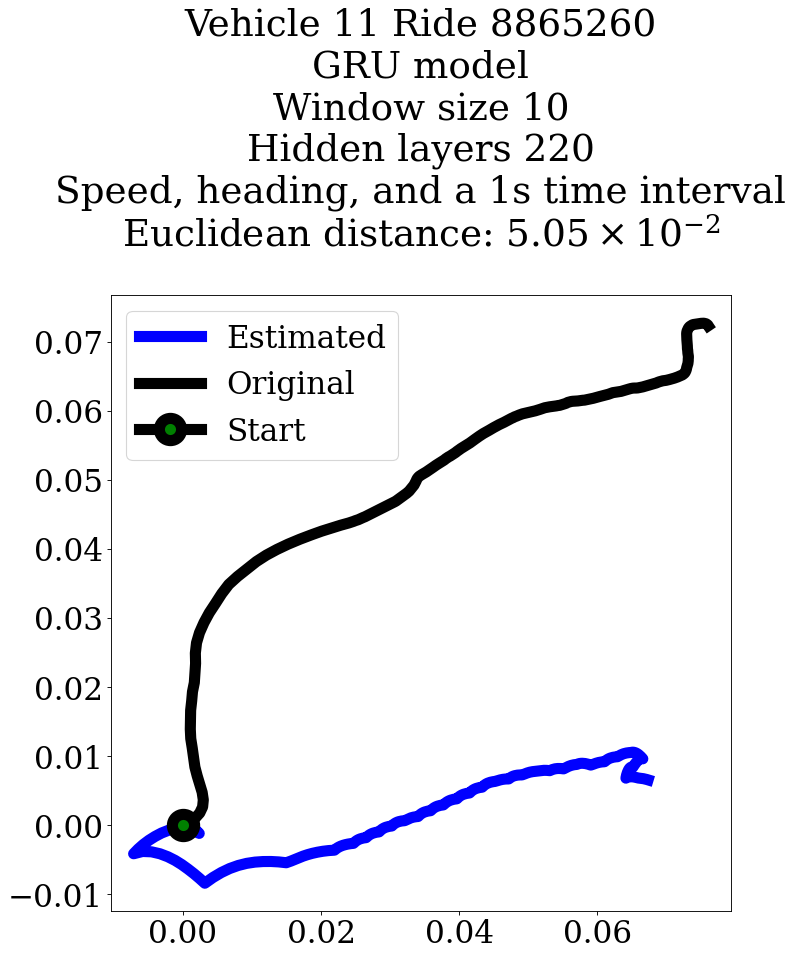 Vehicle 11 Ride 8865260
GRU model
Window size 10
Hidden layers 220
Speed, heading, and a 1s time interval
Euclidean distance: 5.05 × 10⁻²
Estimated
Original
Start
0.07
0.06
0.05
0.04
0.03
0.02
0.01
0.00
−0.01
0.00 0.02 0.04 0.06